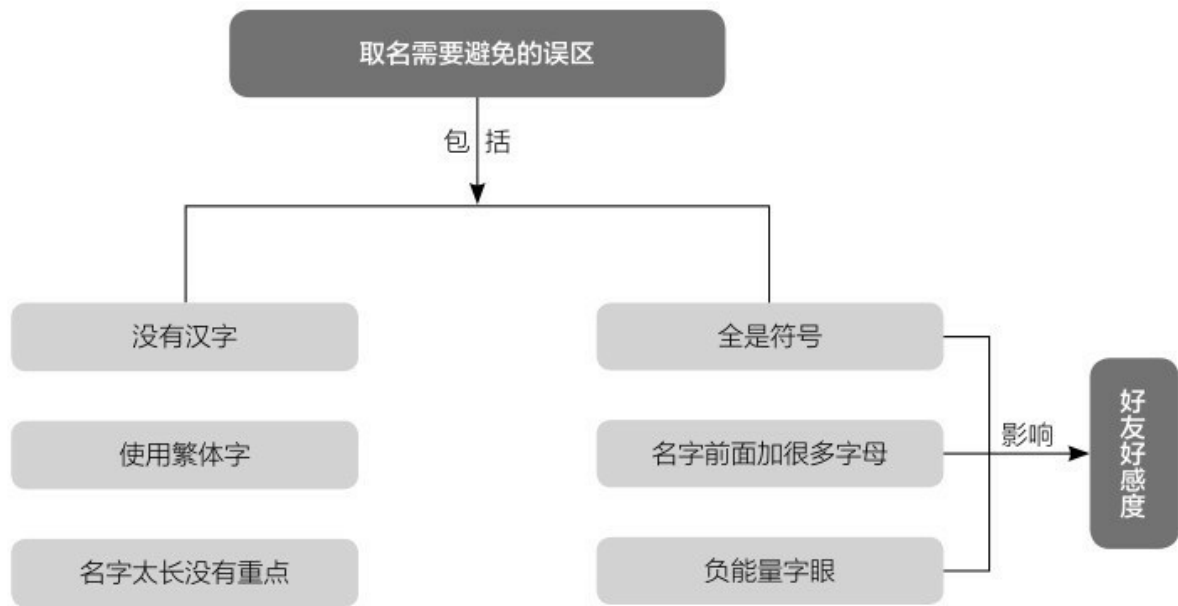 取名需要避免的误区
包括
没有汉字
全是符号
使用繁体字
名字前面加很多字母
影响
好友好感度
名字太长没有重点
负能量字眼